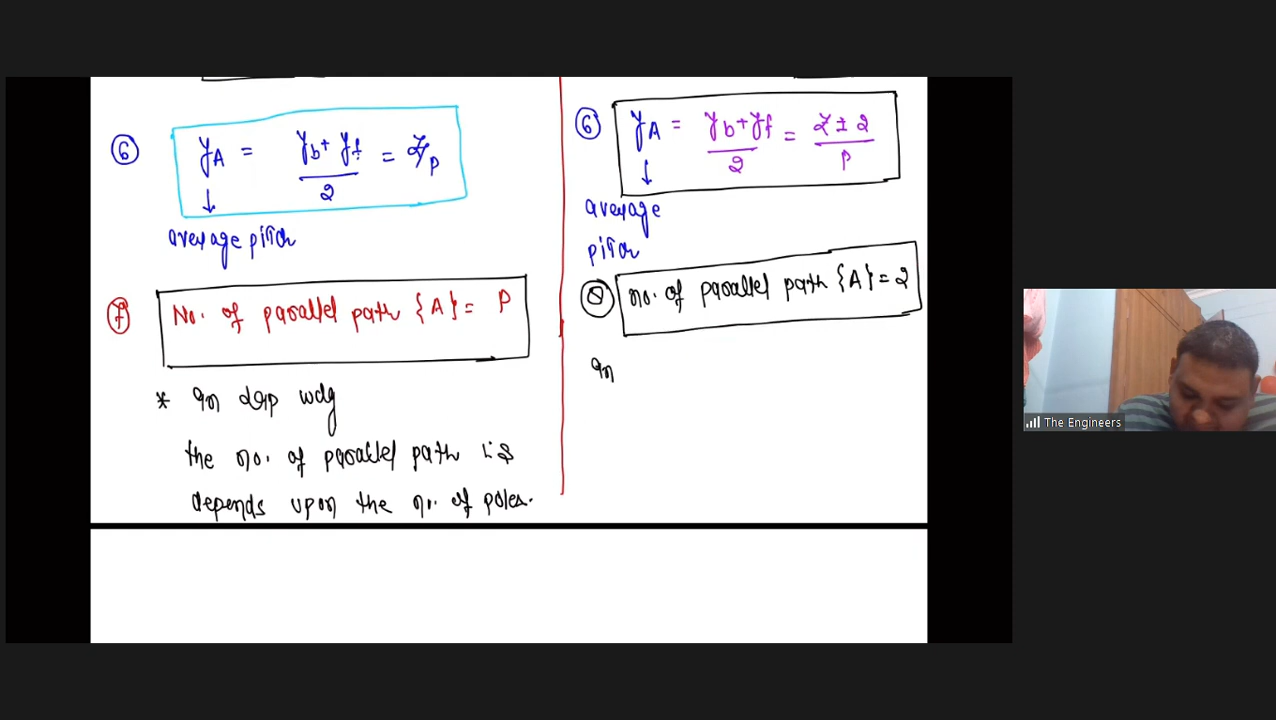 6 yA = yb + yf / 2 = Z/p
average pitch
7 No. of parallel path {A} = P
* In Lap wdg
the no. of parallel path is
depends upon the no. of poles.
6 yA = yb + yf / 2 = Z ± 2 / P
average
pitch
no. of parallel path {A} = 2
In
The Engineers